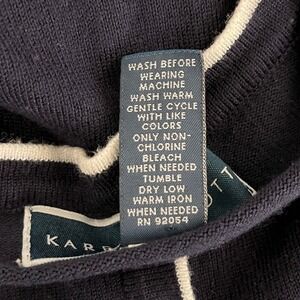 WASH BEFORE
WEARING
MACHINE
WASH WARM
GENTLE CYCLE
WITH LIKE
COLORS
ONLY NON-
CHLORINE
BLEACH
WHEN NEEDED
TUMBLE
DRY LOW
WARM IRON
WHEN NEEDED
RN 92054